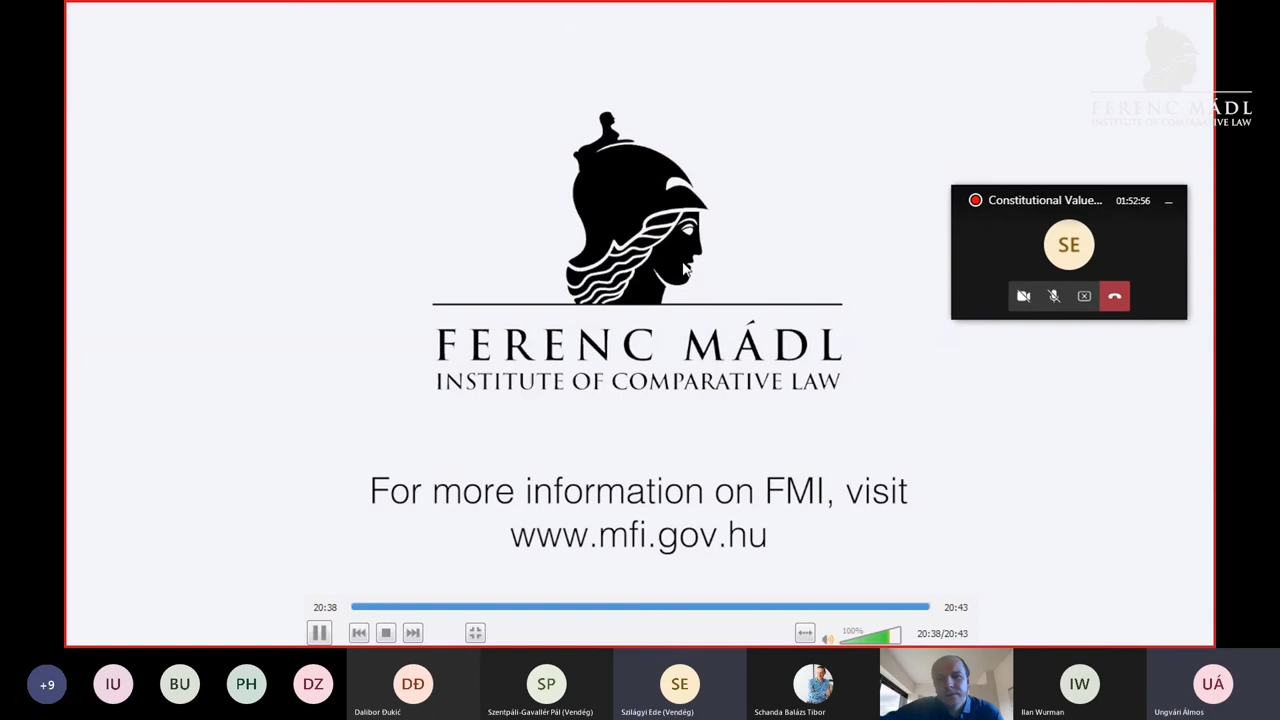 FERENC MÁDL
INSTITUTE OF COMPARATIVE LAW
Constitutional Value...
01:52:56
SE
FERENC MÁDL
INSTITUTE OF COMPARATIVE LAW
For more information on FMI, visit
www.mfi.gov.hu
20:38
20:43
100%
20:38/20:43
+9
IU
BU
PH
DZ
DĐ
SP
SE
IW
UÁ
Dalibor Đukić
Szentpáli-Gavallér Pál (Vendég)
Szilágyi Ede (Vendég)
Schanda Balázs Tibor
Ilan Wurman
Ungvári Álmos